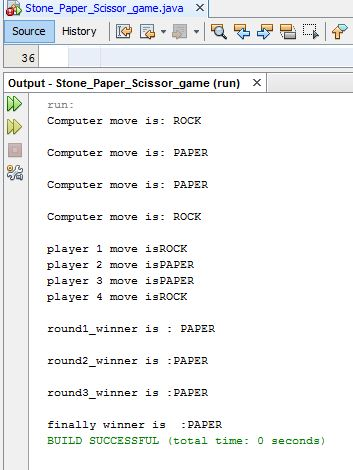 Stone_Paper_Scissor_game.java
Source History
36
Output - Stone_Paper_Scissor_game (run)
run:
Computer move is: ROCK
Computer move is: PAPER
Computer move is: PAPER
Computer move is: ROCK
player 1 move isROCK
player 2 move isPAPER
player 3 move isPAPER
player 4 move isROCK
round1_winner is : PAPER
round2_winner is :PAPER
round3_winner is :PAPER
finally winner is  :PAPER
BUILD SUCCESSFUL (total time: 0 seconds)